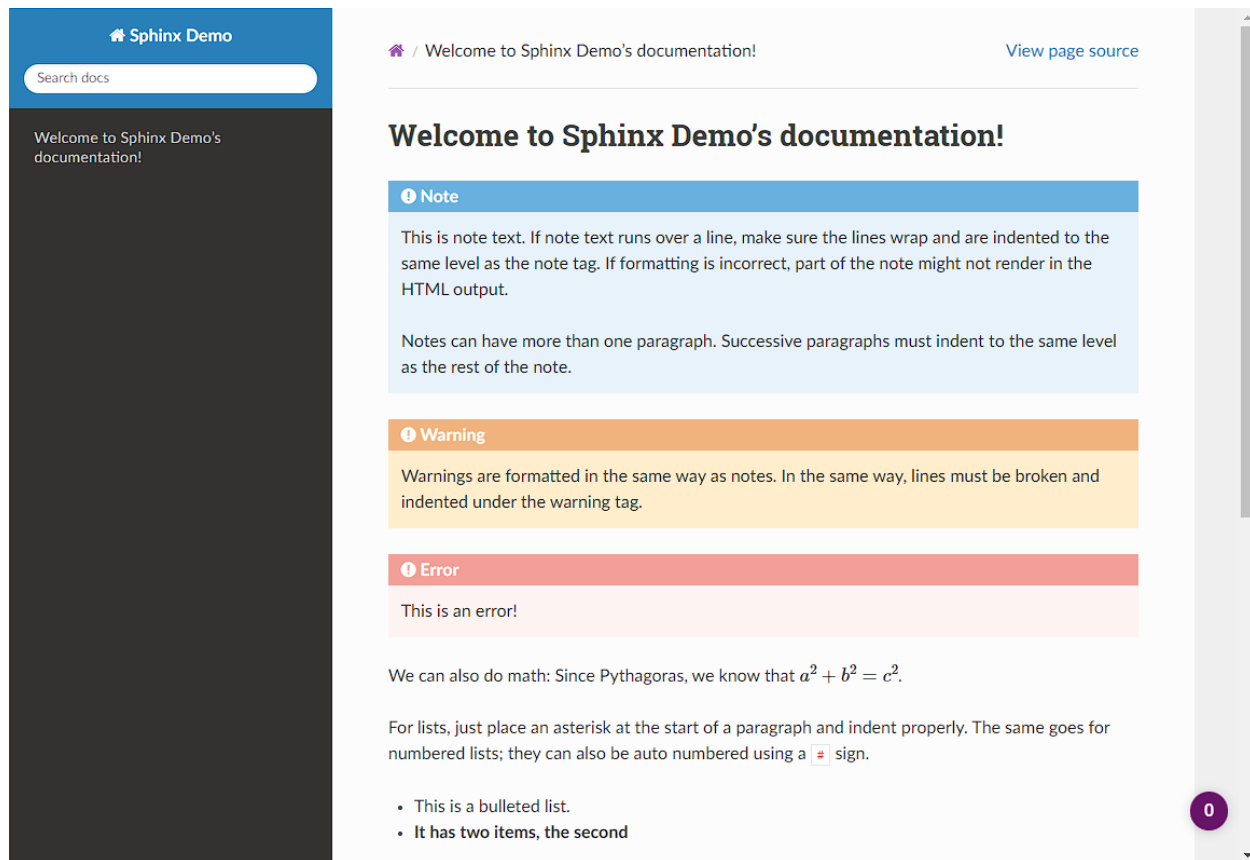 Sphinx Demo
Search docs
Welcome to Sphinx Demo’s
documentation!
/ Welcome to Sphinx Demo’s documentation!
View page source
Welcome to Sphinx Demo’s documentation!
Note
This is note text. If note text runs over a line, make sure the lines wrap and are indented to the
same level as the note tag. If formatting is incorrect, part of the note might not render in the
HTML output.
Notes can have more than one paragraph. Successive paragraphs must indent to the same level
as the rest of the note.
Warning
Warnings are formatted in the same way as notes. In the same way, lines must be broken and
indented under the warning tag.
Error
This is an error!
We can also do math: Since Pythagoras, we know that a² + b² = c².
For lists, just place an asterisk at the start of a paragraph and indent properly. The same goes for
numbered lists; they can also be auto numbered using a # sign.
• This is a bulleted list.
• It has two items, the second
0